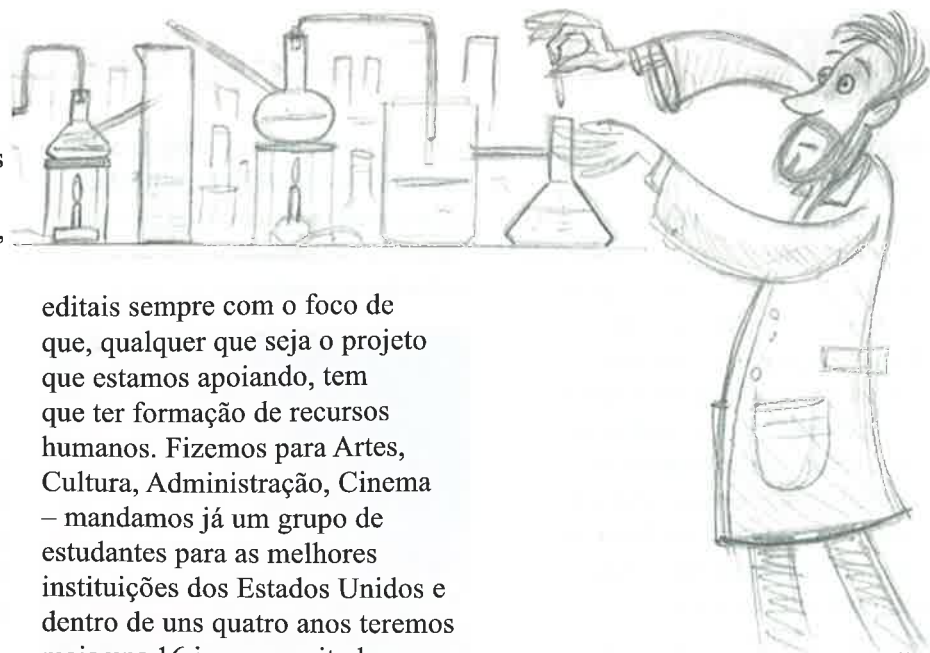 s
,
editais sempre com o foco de
que, qualquer que seja o projeto
que estamos apoiando, tem
que ter formação de recursos
humanos. Fizemos para Artes,
Cultura, Administração, Cinema
– mandamos já um grupo de
estudantes para as melhores
instituições dos Estados Unidos e
dentro de uns quatro anos teremos